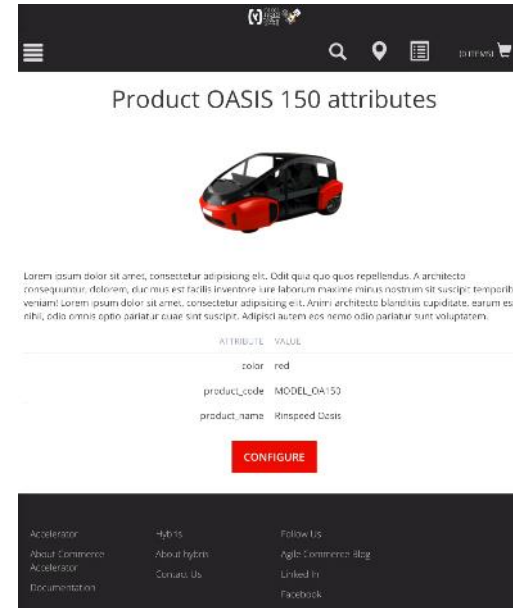 (y)
(0 ITEMS)
Product OASIS 150 attributes
Lorem ipsum dolor sit amet, consectetur adipisicing elit. Odit quia quo quos repellendus. A architecto
consequuntur, dolorem, duc mus est facilis inventore iure laborum maxime minus nostrum sit suscipit temporib
veniam! Lorem ipsum dolor sit amet, consectetur adipisicing elit. Animi architecto blanditiis cupiditate, earum es
nihil, odio omnis optio pariatur quae sint suscipit. Adipisci autem eos nemo odio pariatur sunt voluptatem.
ATTRIBUTE VALUE
color red
product_code MODEL_OA150
product_name Rinspeed Oasis
CONFIGURE
Accelerator Hybris Follow Us
About Commerce Accelerator About hybris Agile Commerce Blog
Contact Us Linked In
Documentation Facebook